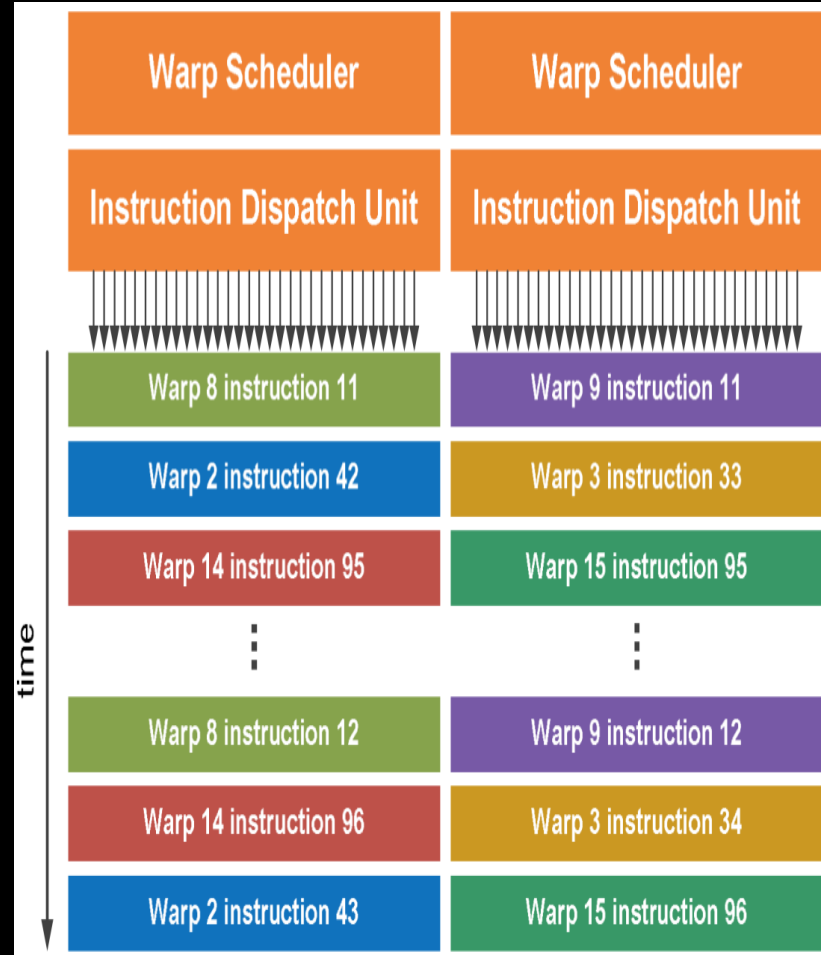 Warp Scheduler
Warp Scheduler
Instruction Dispatch Unit
Instruction Dispatch Unit
time
Warp 8 instruction 11
Warp 9 instruction 11
Warp 2 instruction 42
Warp 3 instruction 33
Warp 14 instruction 95
Warp 15 instruction 95
Warp 8 instruction 12
Warp 9 instruction 12
Warp 14 instruction 96
Warp 3 instruction 34
Warp 2 instruction 43
Warp 15 instruction 96